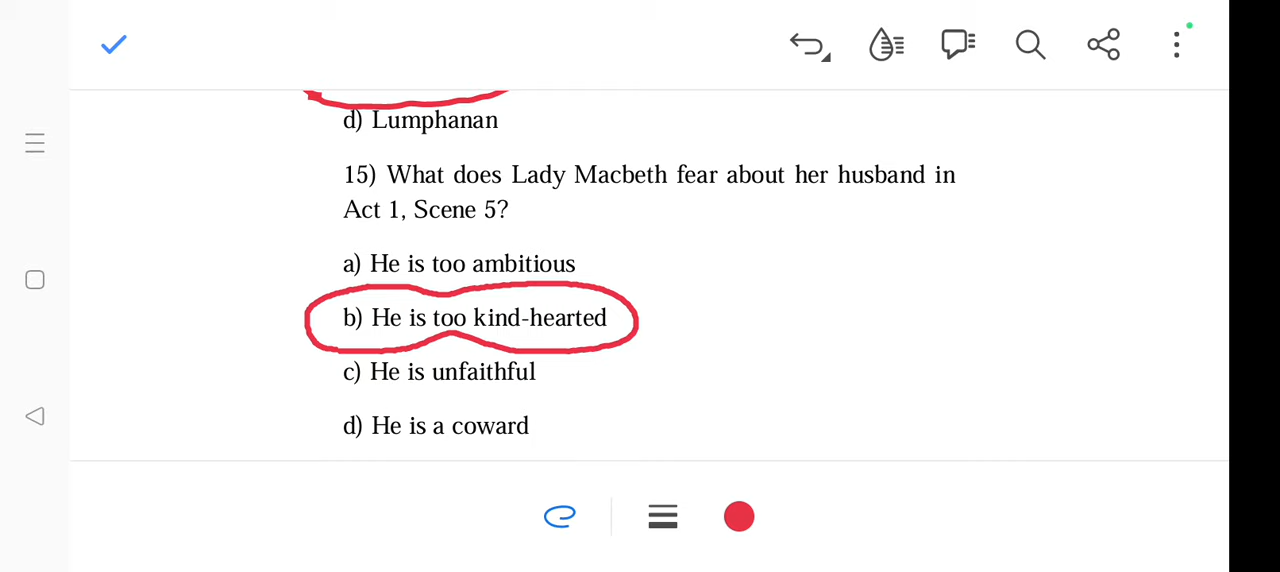 d) Lumphanan
15) What does Lady Macbeth fear about her husband in
Act 1, Scene 5?
a) He is too ambitious
b) He is too kind-hearted
c) He is unfaithful
d) He is a coward